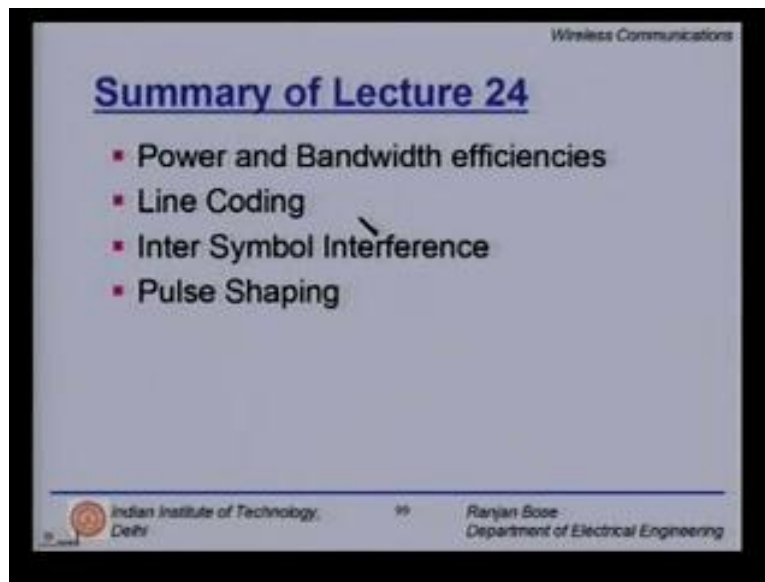 Wireless Communications
Summary of Lecture 24
Power and Bandwidth efficiencies
Line Coding
Inter Symbol Interference
Pulse Shaping
Indian Institute of Technology,
Delhi
Ranjan Bose
Department of Electrical Engineering